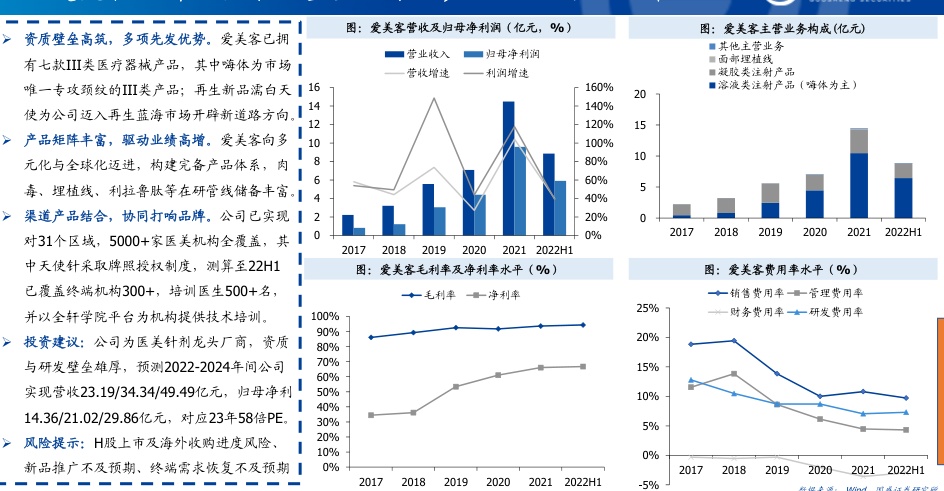 资质壁垒高筑，多项先发优势。爱美客已拥
有七款III类医疗器械产品，其中嗨体为市场
唯一专攻颈纹的III类产品；再生新品濡白天
使为公司迈入再生蓝海市场开辟新道路方向。
产品矩阵丰富，驱动业绩高增。爱美客向多
元化与全球化迈进，构建完备产品体系，肉
毒、埋植线、利拉鲁肽等在研管线储备丰富。
渠道产品结合，协同打响品牌。公司已实现
对31个区域，5000+家医美机构全覆盖，其
中天使针采取牌照授权制度，测算至22H1
已覆盖终端机构300+，培训医生500+名，
并以全轩学院平台为机构提供技术培训。
投资建议：公司为医美针剂龙头厂商，资质
与研发壁垒雄厚，预测2022-2024年间公司
实现营收23.19/34.34/49.49亿元，归母净利
14.36/21.02/29.86亿元，对应23年58倍PE。
风险提示：H股上市及海外收购进度风险、
新品推广不及预期、终端需求恢复不及预期
图：爱美客营收及归母净利润（亿元，%）
营业收入 归母净利润
营收增速 利润增速
16 160%
14 140%
12 120%
10 100%
8 80%
6 60%
4 40%
2 20%
0 0%
2017 2018 2019 2020 2021 2022H1
图：爱美客主营业务构成(亿元)
其他主营业务
面部埋植线
凝胶类注射产品
溶液类注射产品（嗨体为主）
20
15
10
5
0
2017 2018 2019 2020 2021 2022H1
图：爱美客毛利率及净利率水平（%）
毛利率 净利率
100%
90%
80%
70%
60%
50%
40%
30%
20%
10%
0%
2017 2018 2019 2020 2021 2022H1
图：爱美客费用率水平（%）
销售费用率 管理费用率
财务费用率 研发费用率
25%
20%
15%
10%
5%
0%
-5%
2017 2018 2019 2020 2021 2022H1